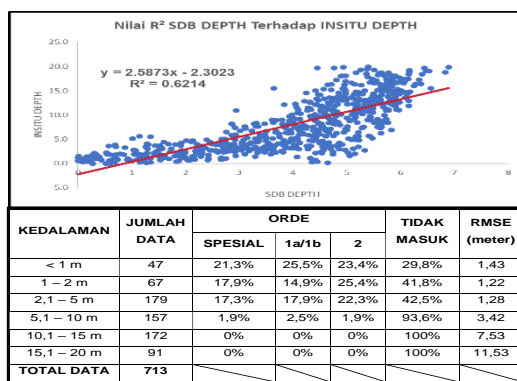 Nilai R² SDB DEPTH Terhadap INSITU DEPTH
25.0
20.0
15.0
10.0
5.0
0.0
-5.0
INSITU DEPTH
y = 2.5873x - 2.3023
R² = 0.6214
0 1 2 3 4 5 6 7 8
SDB DEPTH
KEDALAMAN JUMLAH DATA ORDE TIDAK MASUK RMSE (meter)
SPESIAL 1a/1b 2
< 1 m 47 21,3% 25,5% 23,4% 29,8% 1,43
1 – 2 m 67 17,9% 14,9% 25,4% 41,8% 1,22
2,1 – 5 m 179 17,3% 17,9% 22,3% 42,5% 1,28
5,1 – 10 m 157 1,9% 2,5% 1,9% 93,6% 3,42
10,1 – 15 m 172 0% 0% 0% 100% 7,53
15,1 – 20 m 91 0% 0% 0% 100% 11,53
TOTAL DATA 713